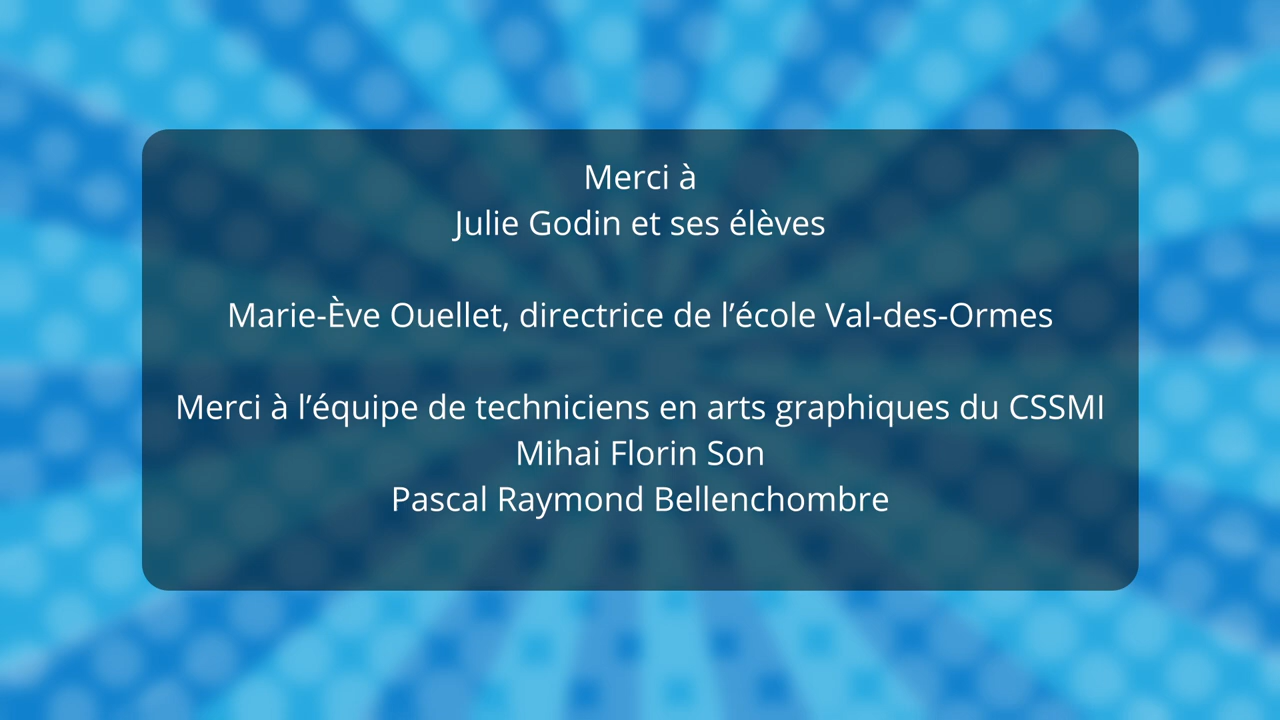 Merci à
Julie Godin et ses élèves
Marie-Ève Ouellet, directrice de l’école Val-des-Ormes
Merci à l’équipe de techniciens en arts graphiques du CSSMI
Mihai Florin Son
Pascal Raymond Bellenchombre